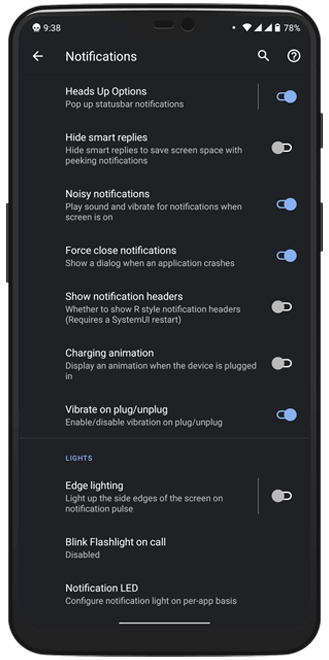 9:38
78%
Notifications
Heads Up Options
Pop up statusbar notifications
Hide smart replies
Hide smart replies to save screen space with
peeking notifications
Noisy notifications
Play sound and vibrate for notifications when
screen is on
Force close notifications
Show a dialog when an application crashes
Show notification headers
Whether to show R style notification headers
(Requires a SystemUI restart)
Charging animation
Display an animation when the device is plugged
in
Vibrate on plug/unplug
Enable/disable vibration on plug/unplug
LIGHTS
Edge lighting
Light up the side edges of the screen on
notification pulse
Blink Flashlight on call
Disabled
Notification LED
Configure notification light on per-app basis